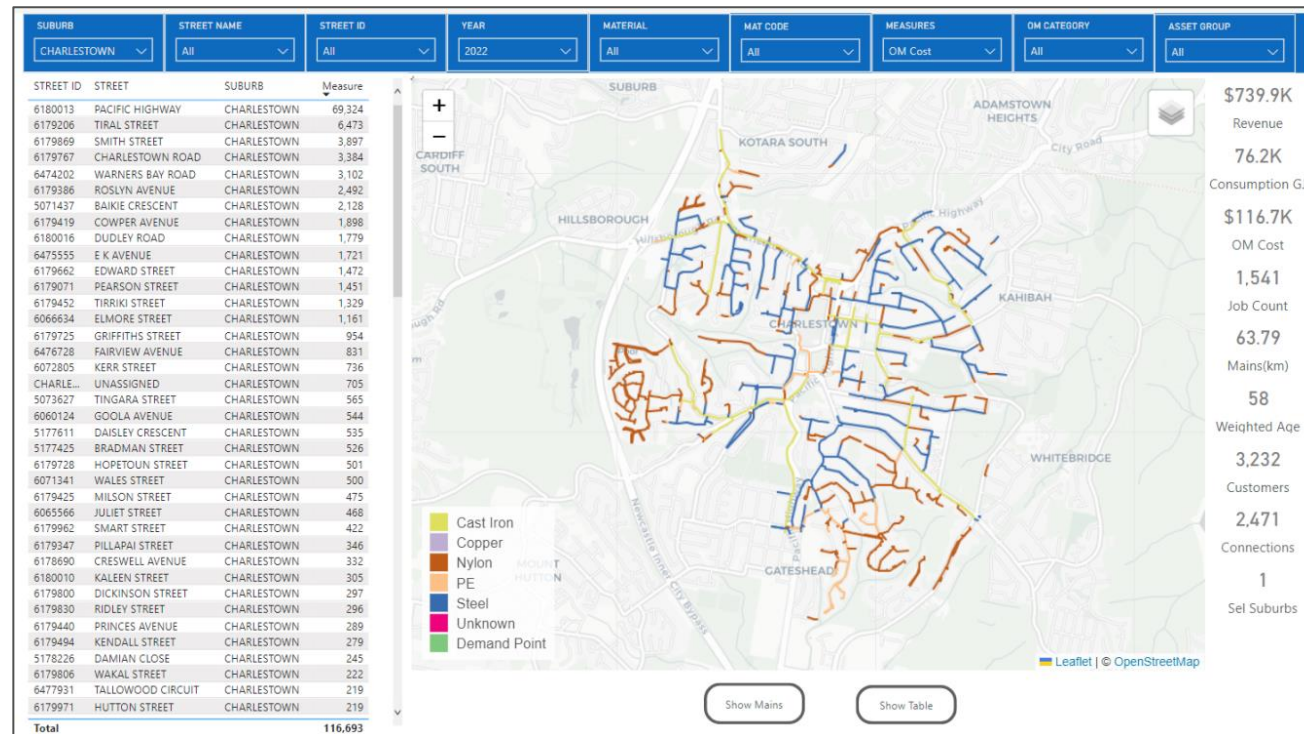 SUBURB STREET NAME STREET ID YEAR MATERIAL MAT CODE MEASURES OM CATEGORY ASSET GROUP
CHARLESTOWN All All 2022 All All OM Cost All All
STREET ID STREET SUBURB Measure
6180013 PACIFIC HIGHWAY CHARLESTOWN 69,324
6179206 TIRAL STREET CHARLESTOWN 6,473
6179869 SMITH STREET CHARLESTOWN 3,897
6179767 CHARLESTOWN ROAD CHARLESTOWN 3,384
6474202 WARNERS BAY ROAD CHARLESTOWN 3,102
6179386 ROSLYN AVENUE CHARLESTOWN 2,492
5071437 BAIKIE CRESCENT CHARLESTOWN 2,128
6179419 COWPER AVENUE CHARLESTOWN 1,898
6180016 DUDLEY ROAD CHARLESTOWN 1,779
6475555 E K AVENUE CHARLESTOWN 1,721
6179662 EDWARD STREET CHARLESTOWN 1,472
6179071 PEARSON STREET CHARLESTOWN 1,451
6179452 TIRRIKI STREET CHARLESTOWN 1,329
6066634 ELMORE STREET CHARLESTOWN 1,161
6179725 GRIFFITHS STREET CHARLESTOWN 954
6476728 FAIRVIEW AVENUE CHARLESTOWN 831
6072805 KERR STREET CHARLESTOWN 736
CHARLE... UNASSIGNED CHARLESTOWN 705
5073627 TINGARA STREET CHARLESTOWN 565
6060124 GOOLA AVENUE CHARLESTOWN 544
5177611 DAISLEY CRESCENT CHARLESTOWN 535
5177425 BRADMAN STREET CHARLESTOWN 526
6179728 HOPETOUN STREET CHARLESTOWN 501
6071341 WALES STREET CHARLESTOWN 500
6179425 MILSON STREET CHARLESTOWN 475
6065566 JULIET STREET CHARLESTOWN 468
6179962 SMART STREET CHARLESTOWN 422
6179347 PILLAPAI STREET CHARLESTOWN 346
6178690 CRESWELL AVENUE CHARLESTOWN 332
6180010 KALEEN STREET CHARLESTOWN 305
6179800 DICKINSON STREET CHARLESTOWN 297
6179830 RIDLEY STREET CHARLESTOWN 296
6179440 PRINCES AVENUE CHARLESTOWN 289
6179494 KENDALL STREET CHARLESTOWN 279
5178226 DAMIAN CLOSE CHARLESTOWN 245
6179806 WAKAL STREET CHARLESTOWN 222
6477931 TALLOWOOD CIRCUIT CHARLESTOWN 219
6179971 HUTTON STREET CHARLESTOWN 219
Total 116,693
+
−
SUBURB
ADAMSTOWN
HEIGHTS
City Road
KOTARA SOUTH
CARDIFF
SOUTH
Pacific Highway
HILLSBOROUGH
Hillsborough
KAHIBAH
CHARLESTOWN
Pacific
WHITEBRIDGE
Newcastle Inner City Bypass
MOUNT
HUTTON
GATESHEAD
Cast Iron
Copper
Nylon
PE
Steel
Unknown
Demand Point
Leaflet | © OpenStreetMap
Show Mains Show Table
$739.9K
Revenue
76.2K
Consumption G.
$116.7K
OM Cost
1,541
Job Count
63.79
Mains(km)
58
Weighted Age
3,232
Customers
2,471
Connections
1
Sel Suburbs